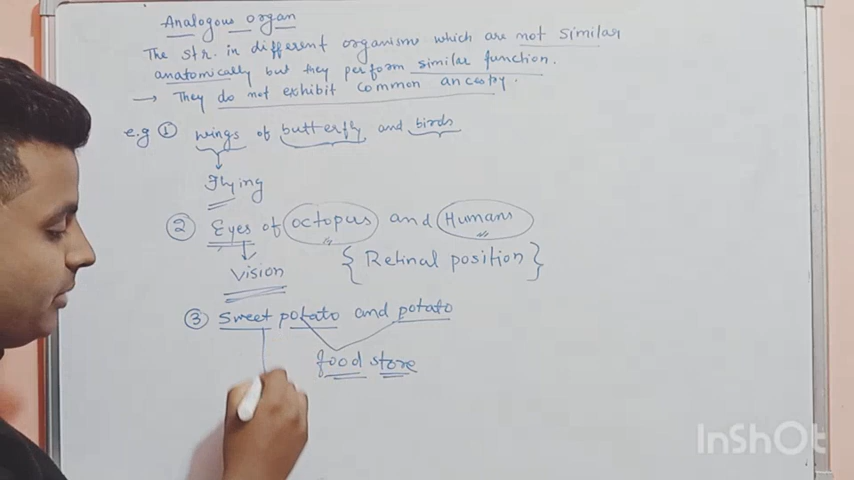 Analogous organ
The str. in different organisms which are not similar
anatomically but they perform similar function.
→ They do not exhibit common ancestry.
e.g ① wings of butterfly and birds
Flying
② Eyes of octopus and Humans
Vision { Retinal position }
③ Sweet potato and potato
food store
InShOt